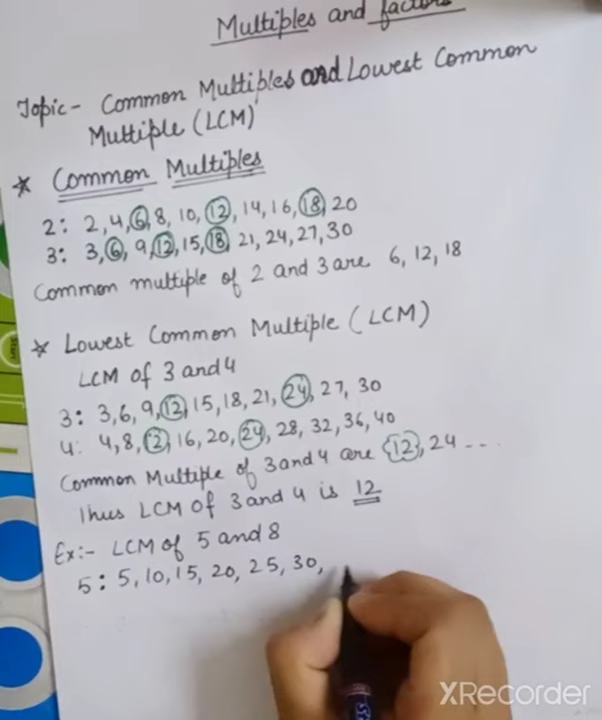 Multiples and factors
Topic- Common Multiples and Lowest Common
Multiple (LCM)
* Common Multiples
2: 2, 4, 6, 8, 10, 12, 14, 16, 18, 20
3: 3, 6, 9, 12, 15, 18, 21, 24, 27, 30
Common multiple of 2 and 3 are 6, 12, 18
* Lowest Common Multiple (LCM)
LCM of 3 and 4
3: 3, 6, 9, 12, 15, 18, 21, 24, 27, 30
4: 4, 8, 12, 16, 20, 24, 28, 32, 36, 40
Common Multiple of 3 and 4 are {12}, 24 ---
Thus LCM of 3 and 4 is 12
Ex:- LCM of 5 and 8
5: 5, 10, 15, 20, 25, 30,
XRecorder